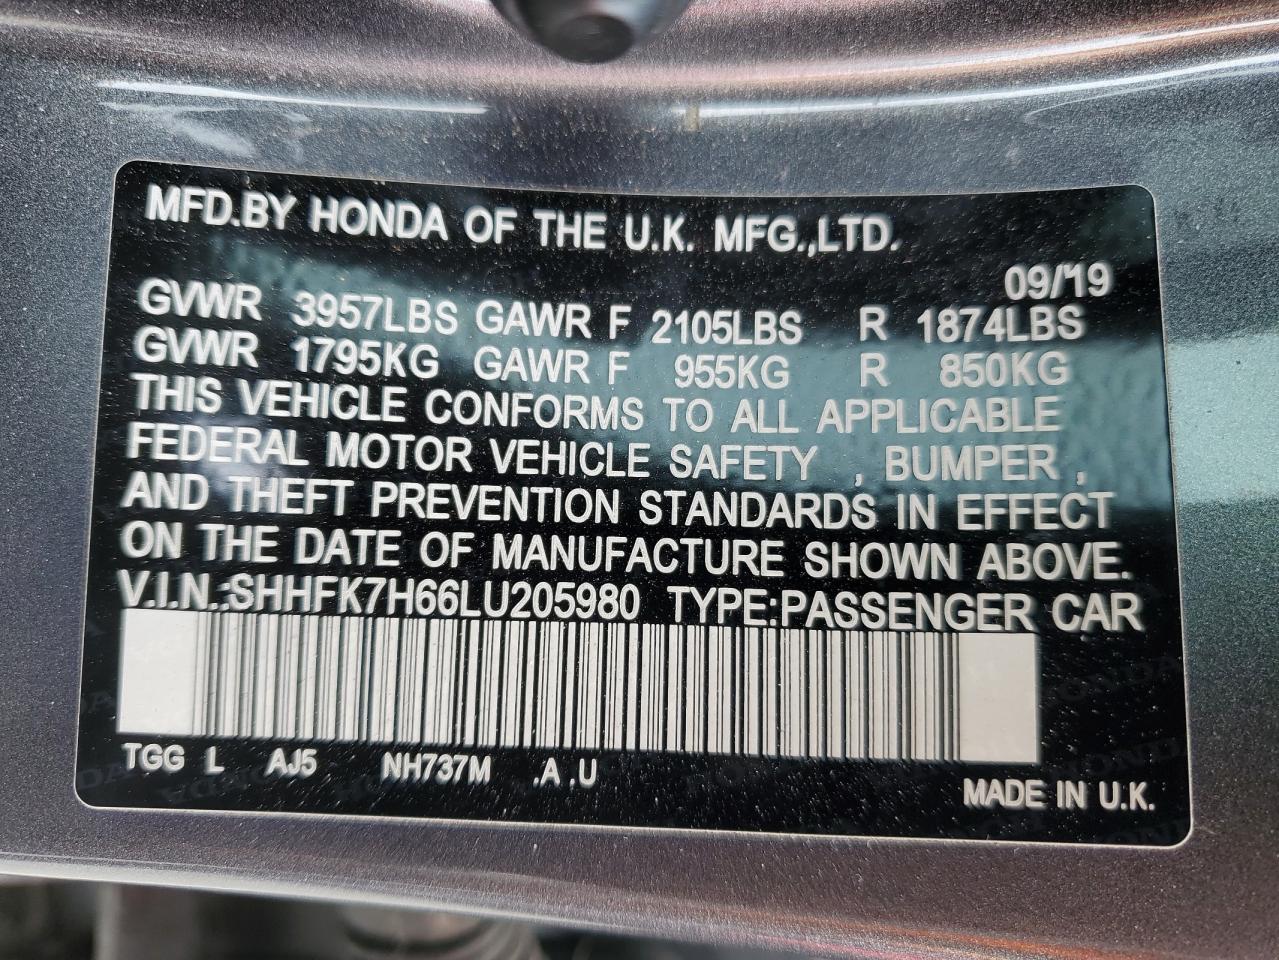 MFD.BY HONDA OF THE U.K. MFG.,LTD.
09/'19
GVWR 3957LBS GAWR F 2105LBS R 1874LBS
GVWR 1795KG GAWR F 955KG R 850KG
THIS VEHICLE CONFORMS TO ALL APPLICABLE
FEDERAL MOTOR VEHICLE SAFETY , BUMPER ,
AND THEFT PREVENTION STANDARDS IN EFFECT
ON THE DATE OF MANUFACTURE SHOWN ABOVE.
V.I.N.:SHHFK7H66LU205980 TYPE:PASSENGER CAR
TGG L AJ5 NH737M .A .U
MADE IN U.K.